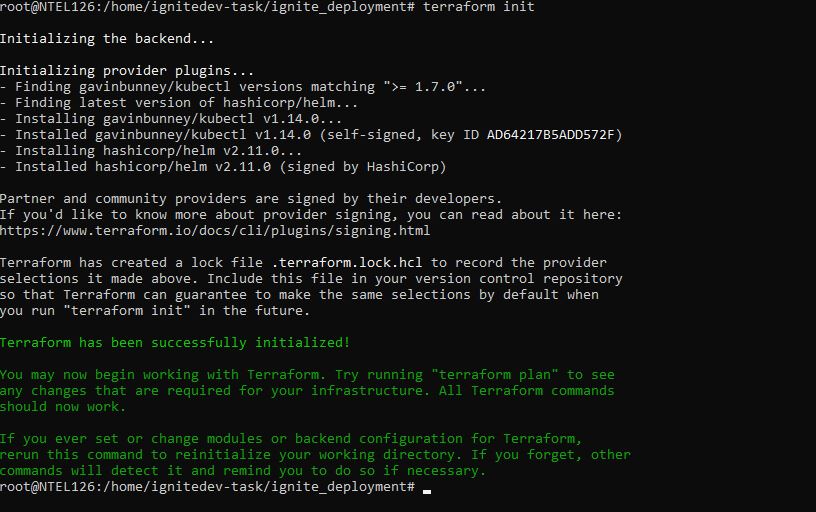 root@NTEL126:/home/ignitedev-task/ignite_deployment# terraform init
Initializing the backend...
Initializing provider plugins...
- Finding gavinbunney/kubectl versions matching ">= 1.7.0"...
- Finding latest version of hashicorp/helm...
- Installing gavinbunney/kubectl v1.14.0...
- Installed gavinbunney/kubectl v1.14.0 (self-signed, key ID AD64217B5ADD572F)
- Installing hashicorp/helm v2.11.0...
- Installed hashicorp/helm v2.11.0 (signed by HashiCorp)
Partner and community providers are signed by their developers.
If you'd like to know more about provider signing, you can read about it here:
https://www.terraform.io/docs/cli/plugins/signing.html
Terraform has created a lock file .terraform.lock.hcl to record the provider
selections it made above. Include this file in your version control repository
so that Terraform can guarantee to make the same selections by default when
you run "terraform init" in the future.
Terraform has been successfully initialized!
You may now begin working with Terraform. Try running "terraform plan" to see
any changes that are required for your infrastructure. All Terraform commands
should now work.
If you ever set or change modules or backend configuration for Terraform,
rerun this command to reinitialize your working directory. If you forget, other
commands will detect it and remind you to do so if necessary.
root@NTEL126:/home/ignitedev-task/ignite_deployment#